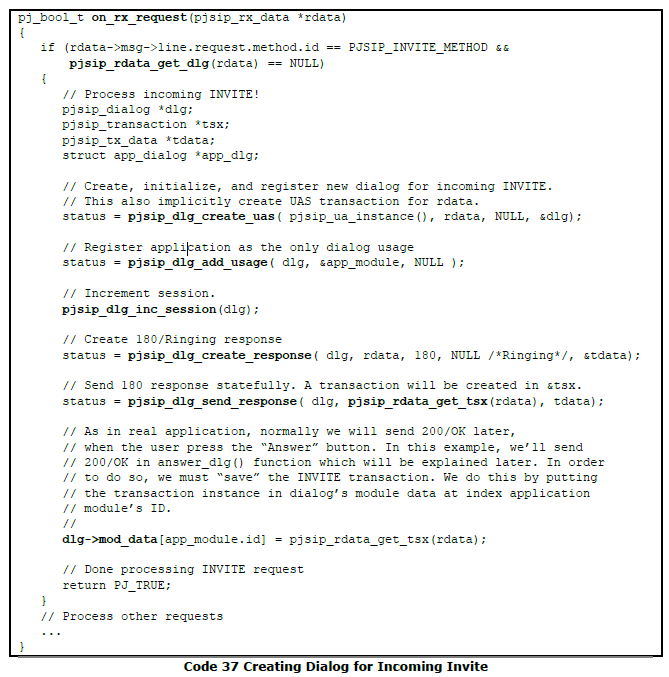 pj_bool_t on_rx_request(pjsip_rx_data *rdata)
{
if (rdata->msg->line.request.method.id == PJSIP_INVITE_METHOD &&
pjsip_rdata_get_dlg(rdata) == NULL)
{
// Process incoming INVITE!
pjsip_dialog *dlg;
pjsip_transaction *tsx;
pjsip_tx_data *tdata;
struct app_dialog *app_dlg;
// Create, initialize, and register new dialog for incoming INVITE.
// This also implicitly create UAS transaction for rdata.
status = pjsip_dlg_create_uas( pjsip_ua_instance(), rdata, NULL, &dlg);
// Register application as the only dialog usage
status = pjsip_dlg_add_usage( dlg, &app_module, NULL );
// Increment session.
pjsip_dlg_inc_session(dlg);
// Create 180/Ringing response
status = pjsip_dlg_create_response( dlg, rdata, 180, NULL /*Ringing*/, &tdata);
// Send 180 response statefully. A transaction will be created in &tsx.
status = pjsip_dlg_send_response( dlg, pjsip_rdata_get_tsx(rdata), tdata);
// As in real application, normally we will send 200/OK later,
// when the user press the “Answer” button. In this example, we’ll send
// 200/OK in answer_dlg() function which will be explained later. In order
// to do so, we must “save” the INVITE transaction. We do this by putting
// the transaction instance in dialog’s module data at index application
// module’s ID.
//
dlg->mod_data[app_module.id] = pjsip_rdata_get_tsx(rdata);
// Done processing INVITE request
return PJ_TRUE;
}
// Process other requests
...
}
Code 37 Creating Dialog for Incoming Invite